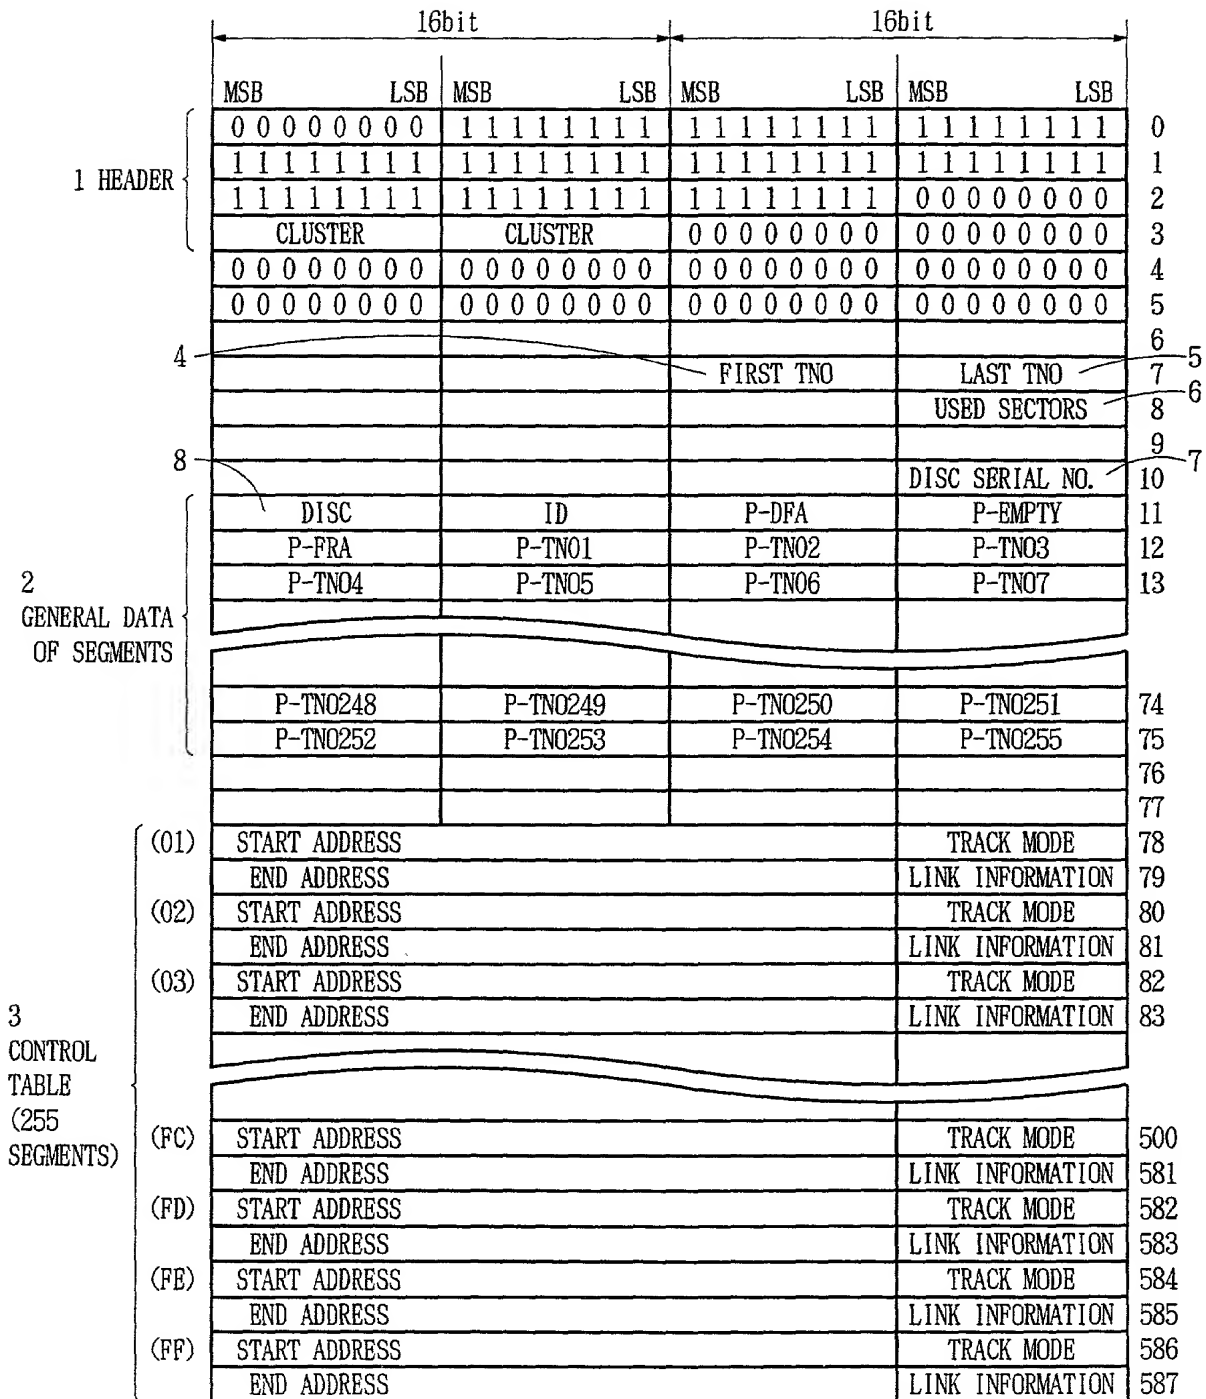 16bit 16bit
MSB LSB MSB LSB MSB LSB MSB LSB
0 0 0 0 0 0 0 0 1 1 1 1 1 1 1 1 1 1 1 1 1 1 1 1 1 1 1 1 1 1 1 1 0
1 1 1 1 1 1 1 1 1 1 1 1 1 1 1 1 1 1 1 1 1 1 1 1 1 1 1 1 1 1 1 1 1
1 HEADER
1 1 1 1 1 1 1 1 1 1 1 1 1 1 1 1 1 1 1 1 1 1 1 1 0 0 0 0 0 0 0 0 2
CLUSTER CLUSTER 0 0 0 0 0 0 0 0 0 0 0 0 0 0 0 0 3
0 0 0 0 0 0 0 0 0 0 0 0 0 0 0 0 0 0 0 0 0 0 0 0 0 0 0 0 0 0 0 0 4
0 0 0 0 0 0 0 0 0 0 0 0 0 0 0 0 0 0 0 0 0 0 0 0 0 0 0 0 0 0 0 0 5
6
4 FIRST TNO LAST TNO 7 5
USED SECTORS 8 6
9
8 DISC SERIAL NO. 10 7
DISC ID P-DFA P-EMPTY 11
P-FRA P-TNO1 P-TNO2 P-TNO3 12
P-TNO4 P-TNO5 P-TNO6 P-TNO7 13
2
GENERAL DATA
OF SEGMENTS
P-TNO248 P-TNO249 P-TNO250 P-TNO251 74
P-TNO252 P-TNO253 P-TNO254 P-TNO255 75
76
77
(01) START ADDRESS TRACK MODE 78
END ADDRESS LINK INFORMATION 79
(02) START ADDRESS TRACK MODE 80
END ADDRESS LINK INFORMATION 81
(03) START ADDRESS TRACK MODE 82
END ADDRESS LINK INFORMATION 83
3
CONTROL
TABLE
(255
SEGMENTS)
(FC) START ADDRESS TRACK MODE 500
END ADDRESS LINK INFORMATION 581
(FD) START ADDRESS TRACK MODE 582
END ADDRESS LINK INFORMATION 583
(FE) START ADDRESS TRACK MODE 584
END ADDRESS LINK INFORMATION 585
(FF) START ADDRESS TRACK MODE 586
END ADDRESS LINK INFORMATION 587